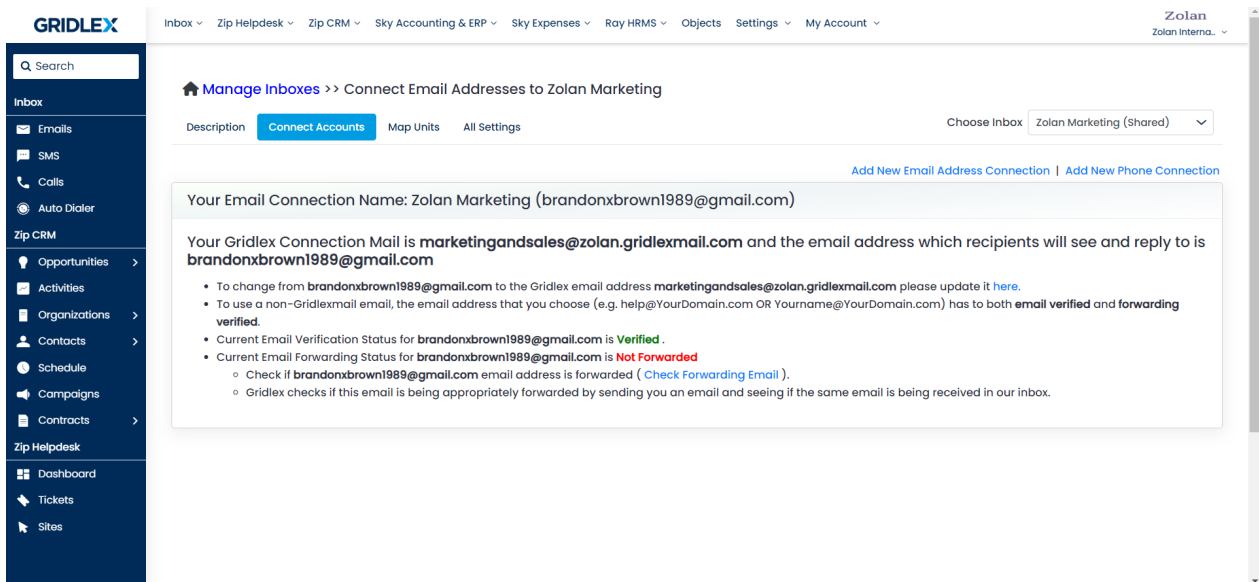 GRIDLEX
Inbox Zip Helpdesk Zip CRM Sky Accounting & ERP Sky Expenses Ray HRMS Objects Settings My Account
Zolan
Zolan Interna..
Search
Inbox
Emails
SMS
Calls
Auto Dialer
Zip CRM
Opportunities
Activities
Organizations
Contacts
Schedule
Campaigns
Contracts
Zip Helpdesk
Dashboard
Tickets
Sites
Manage Inboxes >> Connect Email Addresses to Zolan Marketing
Description Connect Accounts Map Units All Settings
Choose Inbox Zolan Marketing (Shared)
Add New Email Address Connection | Add New Phone Connection
Your Email Connection Name: Zolan Marketing (brandonxbrown1989@gmail.com)
Your Gridlex Connection Mail is marketingandsales@zolan.gridlexmail.com and the email address which recipients will see and reply to is
brandonxbrown1989@gmail.com
• To change from brandonxbrown1989@gmail.com to the Gridlex email address marketingandsales@zolan.gridlexmail.com please update it here.
• To use a non-Gridlexmail email, the email address that you choose (e.g. help@YourDomain.com OR Yourname@YourDomain.com) has to both email verified and forwarding
verified.
• Current Email Verification Status for brandonxbrown1989@gmail.com is Verified .
• Current Email Forwarding Status for brandonxbrown1989@gmail.com is Not Forwarded
◦ Check if brandonxbrown1989@gmail.com email address is forwarded ( Check Forwarding Email ).
◦ Gridlex checks if this email is being appropriately forwarded by sending you an email and seeing if the same email is being received in our inbox.